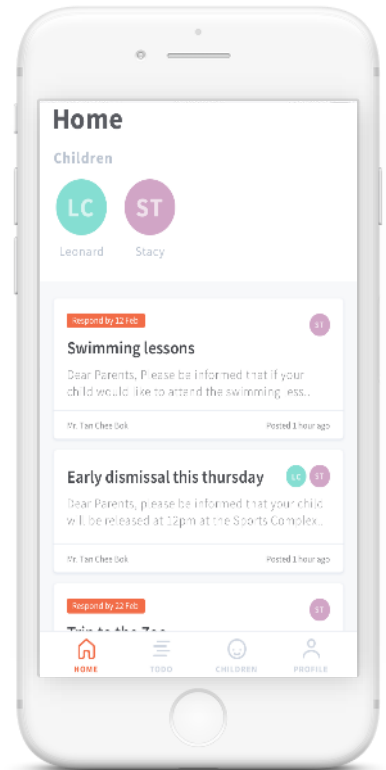 Home
Children
LC ST
Leonard Stacy
Respond by 12 Feb ST
Swimming lessons
Dear Parents, Please be informed that if your
child would like to attend the swimming less..
Mr. Tan Chee Bok Posted 1 hour ago
Early dismissal this thursday LC ST
Dear Parents, please be informed that your child
will be released at 12pm at the Sports Complex..
Mr. Tan Chee Bok Posted 1 hour ago
Respond by 22 Feb ST
Trip to the Zoo
HOME TODO CHILDREN PROFILE